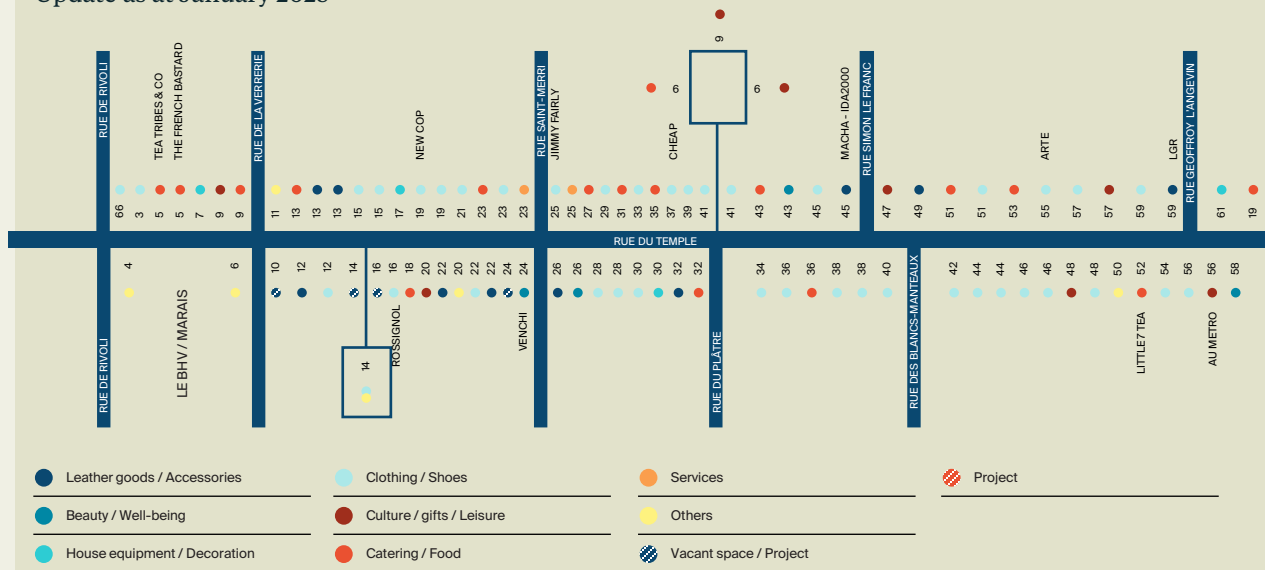 Update as at January 2023
9
6
6
RUE DE RIVOLI
TEA TRIBES & CO
THE FRENCH BASTARD
RUE DE LA VERRERIE
NEW COP
RUE SAINT-MERRI
JIMMY FAIRLY
CHEAP
MACHA - IDA2000
RUE SIMON LE FRANC
ARTE
LGR
RUE GEOFFROY L'ANGEVIN
66 3 5 5 7 9 9 11 13 13 13 15 15 17 19 19 21 23 23 23 25 25 27 29 31 33 35 37 39 41 41 43 43 45 45 47 49 51 51 53 55 57 57 59 59 61 19
RUE DU TEMPLE
4 6 10 12 12 14 16 16 18 20 22 20 22 22 24 24 26 26 28 28 30 30 32 32 34 36 36 38 38 40 42 44 44 46 46 48 48 50 52 54 56 56 58
RUE DE RIVOLI
LE BHV / MARAIS
14
ROSSIGNOL
VENCHI
RUE DU PLÂTRE
RUE DES BLANCS-MANTEAUX
LITTLE7 TEA
AU METRO
Leather goods / Accessories
Clothing / Shoes
Services
Project
Beauty / Well-being
Culture / gifts / Leisure
Others
House equipment / Decoration
Catering / Food
Vacant space / Project